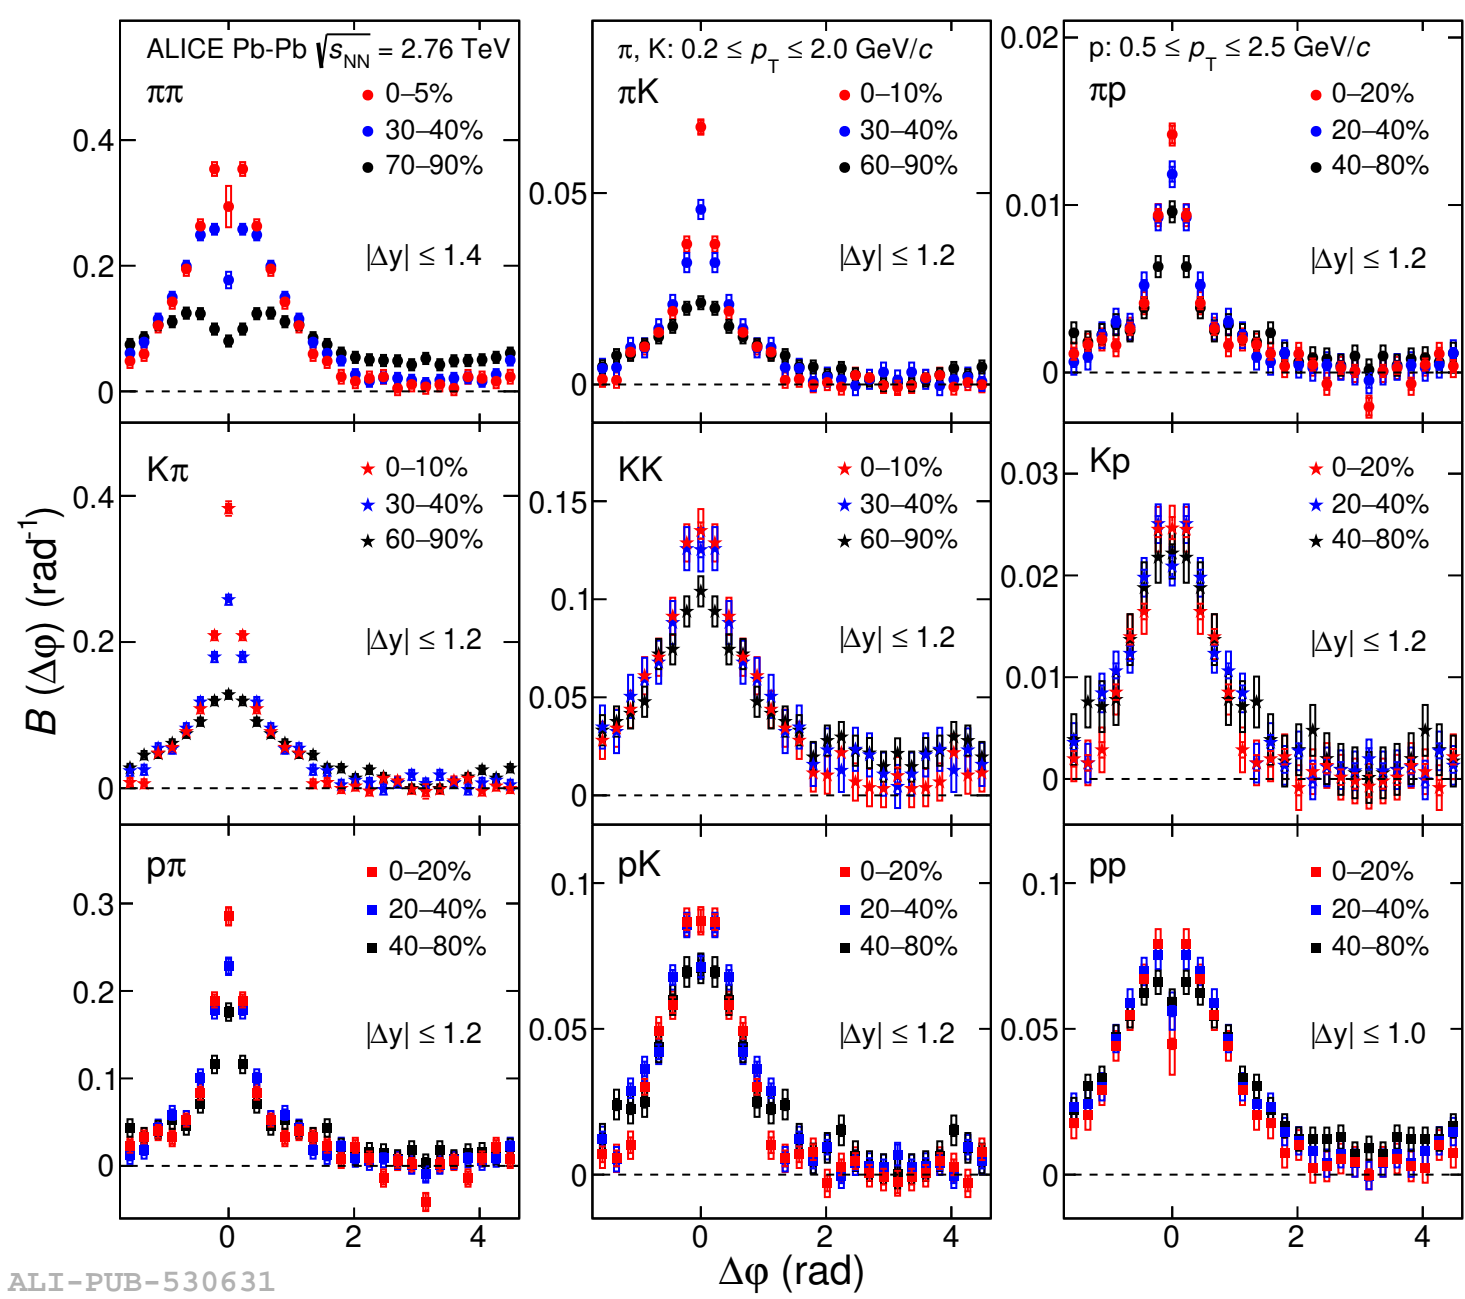 ALICE Pb-Pb √s_NN = 2.76 TeV
ππ
0–5%
30–40%
70–90%
|Δy| ≤ 1.4
0.4
0.2
0
π, K: 0.2 ≤ p_T ≤ 2.0 GeV/c
πK
0–10%
30–40%
60–90%
|Δy| ≤ 1.2
0.05
0
p: 0.5 ≤ p_T ≤ 2.5 GeV/c
πp
0–20%
20–40%
40–80%
|Δy| ≤ 1.2
0.02
0.01
0
Kπ
0–10%
30–40%
60–90%
|Δy| ≤ 1.2
0.4
0.2
0
KK
0–10%
30–40%
60–90%
|Δy| ≤ 1.2
0.15
0.1
0.05
0
Kp
0–20%
20–40%
40–80%
|Δy| ≤ 1.2
0.03
0.02
0.01
0
B (Δφ) (rad⁻¹)
pπ
0–20%
20–40%
40–80%
|Δy| ≤ 1.2
0.3
0.2
0.1
0
pK
0–20%
20–40%
40–80%
|Δy| ≤ 1.2
0.1
0.05
0
pp
0–20%
20–40%
40–80%
|Δy| ≤ 1.0
0.1
0.05
0
0 2 4
0 2 4
0 2 4
Δφ (rad)
ALI-PUB-530631